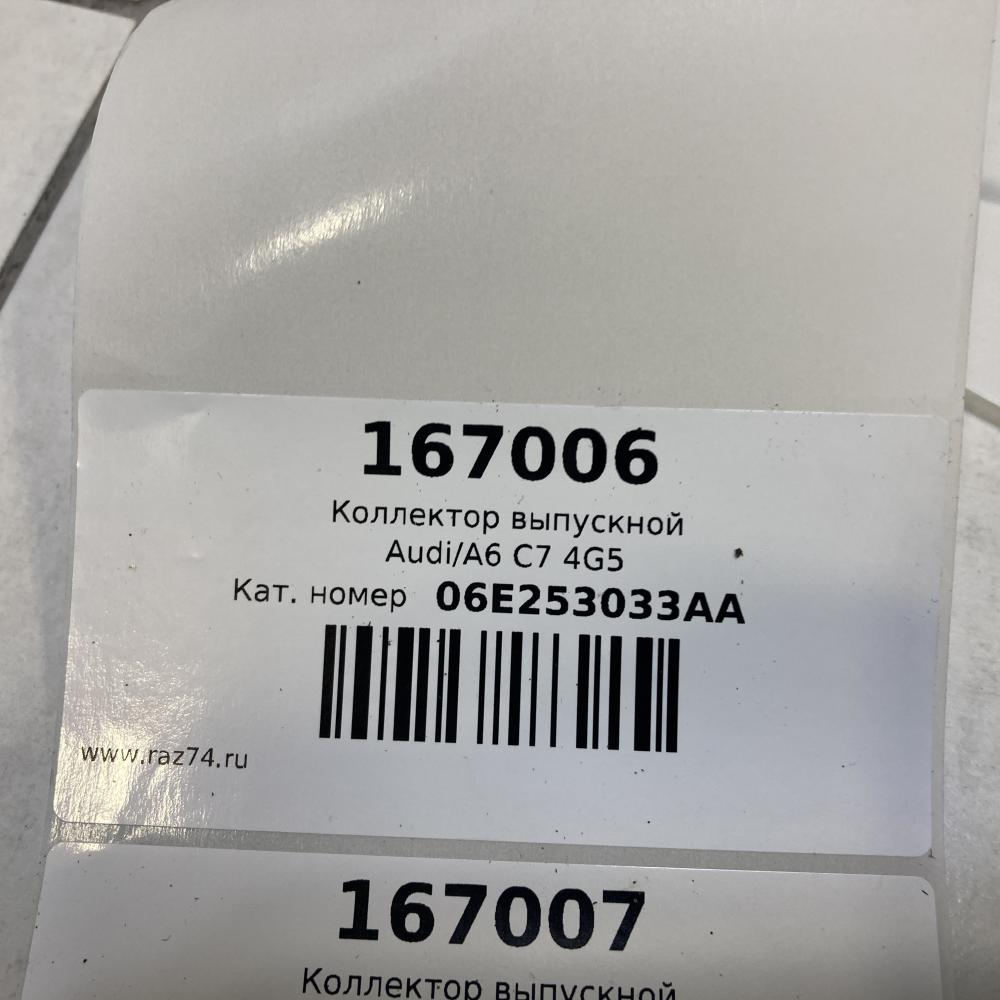 167006
Коллектор выпускной
Audi/A6 C7 4G5
Кат. номер 06E253033AA
www.raz74.ru
167007
Коллектор выпускной